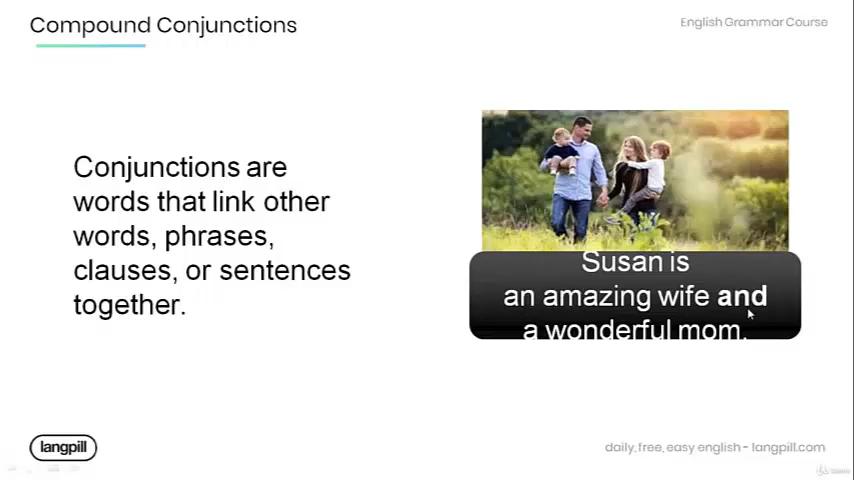 Compound Conjunctions
English Grammar Course
Conjunctions are
words that link other
words, phrases,
clauses, or sentences
together.
Susan is
an amazing wife and
a wonderful mom.
langpill
daily, free, easy english - langpill.com